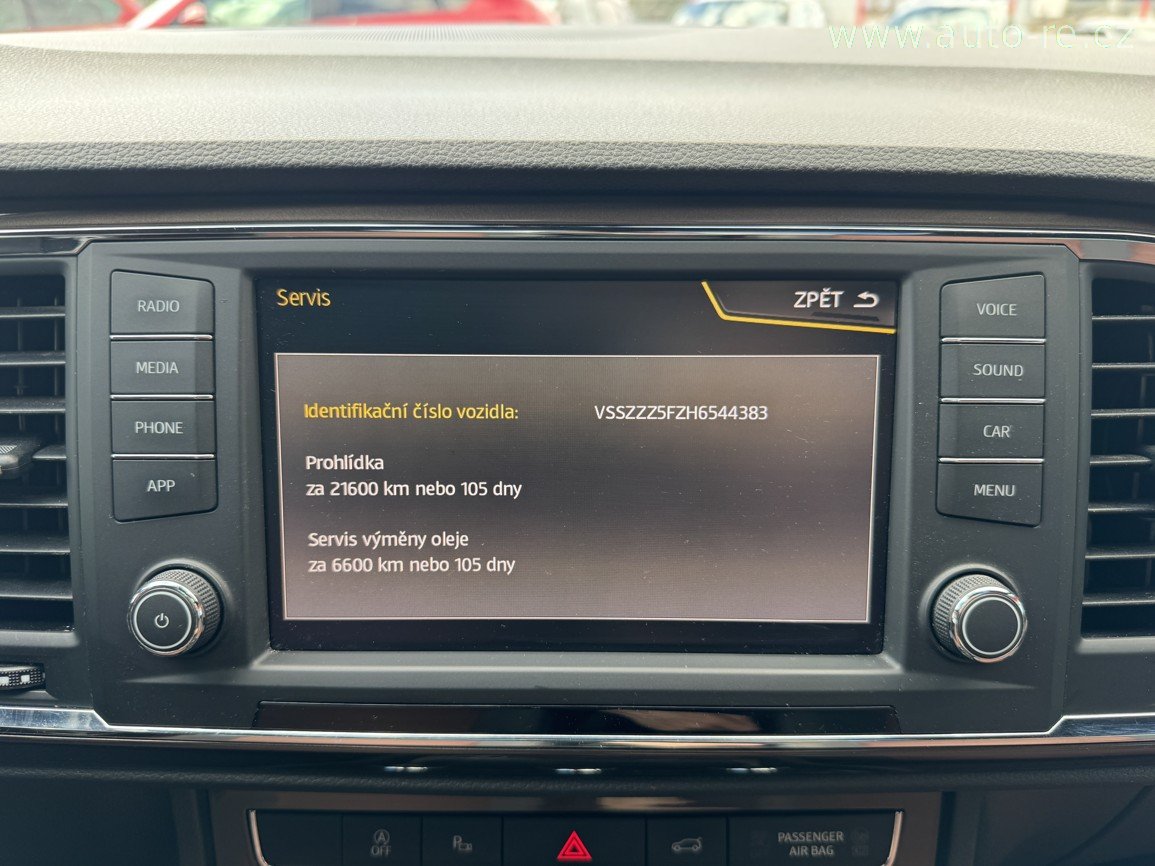 www.auto-re.cz
Servis
ZPĚT
RADIO
MEDIA
PHONE
APP
VOICE
SOUND
CAR
MENU
Identifikační číslo vozidla: VSSZZZ5FZH6544383
Prohlídka
za 21600 km nebo 105 dny
Servis výměny oleje
za 6600 km nebo 105 dny
A
OFF
P
PASSENGER
AIR BAG